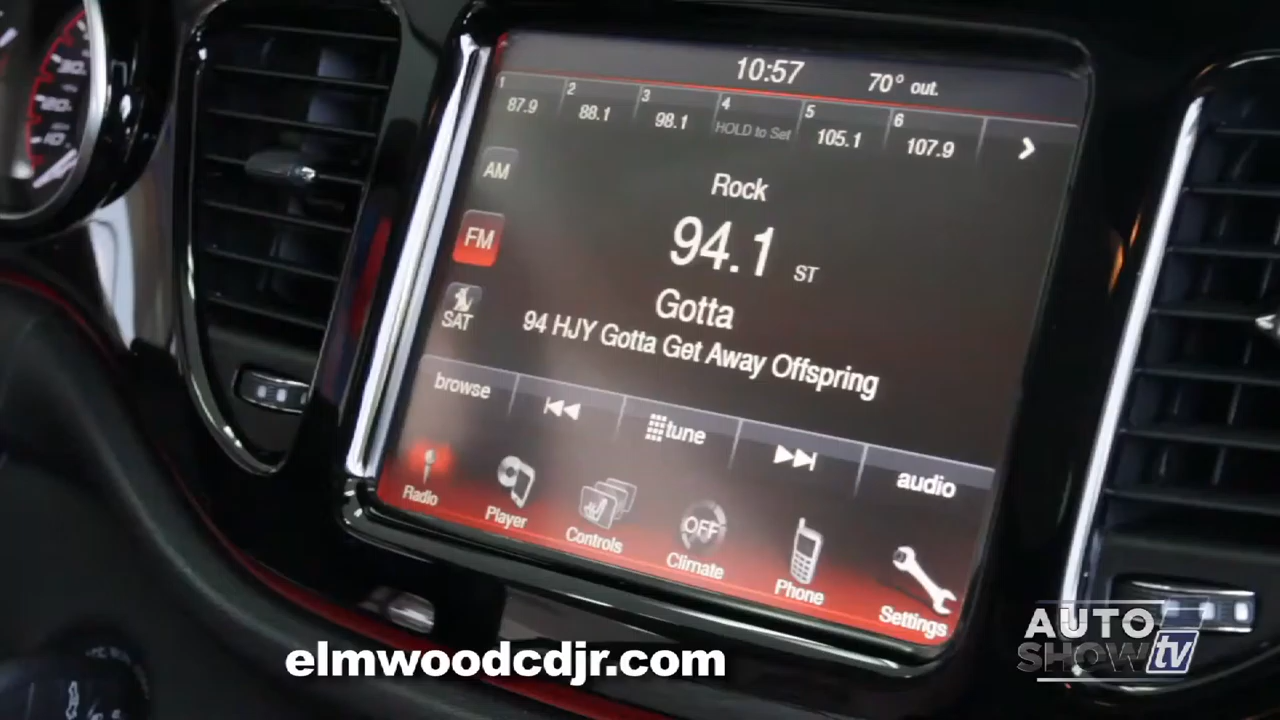 10:57 70° out.
1 2 3 4 5 6
87.9 88.1 98.1 HOLD to Set 105.1 107.9
AM
Rock
FM
94.1 ST
SAT
Gotta
94 HJY Gotta Get Away Offspring
browse tune audio
OFF
Radio Player Controls Climate Phone Settings
elmwoodcdjr.com
AUTO
SHOW tv